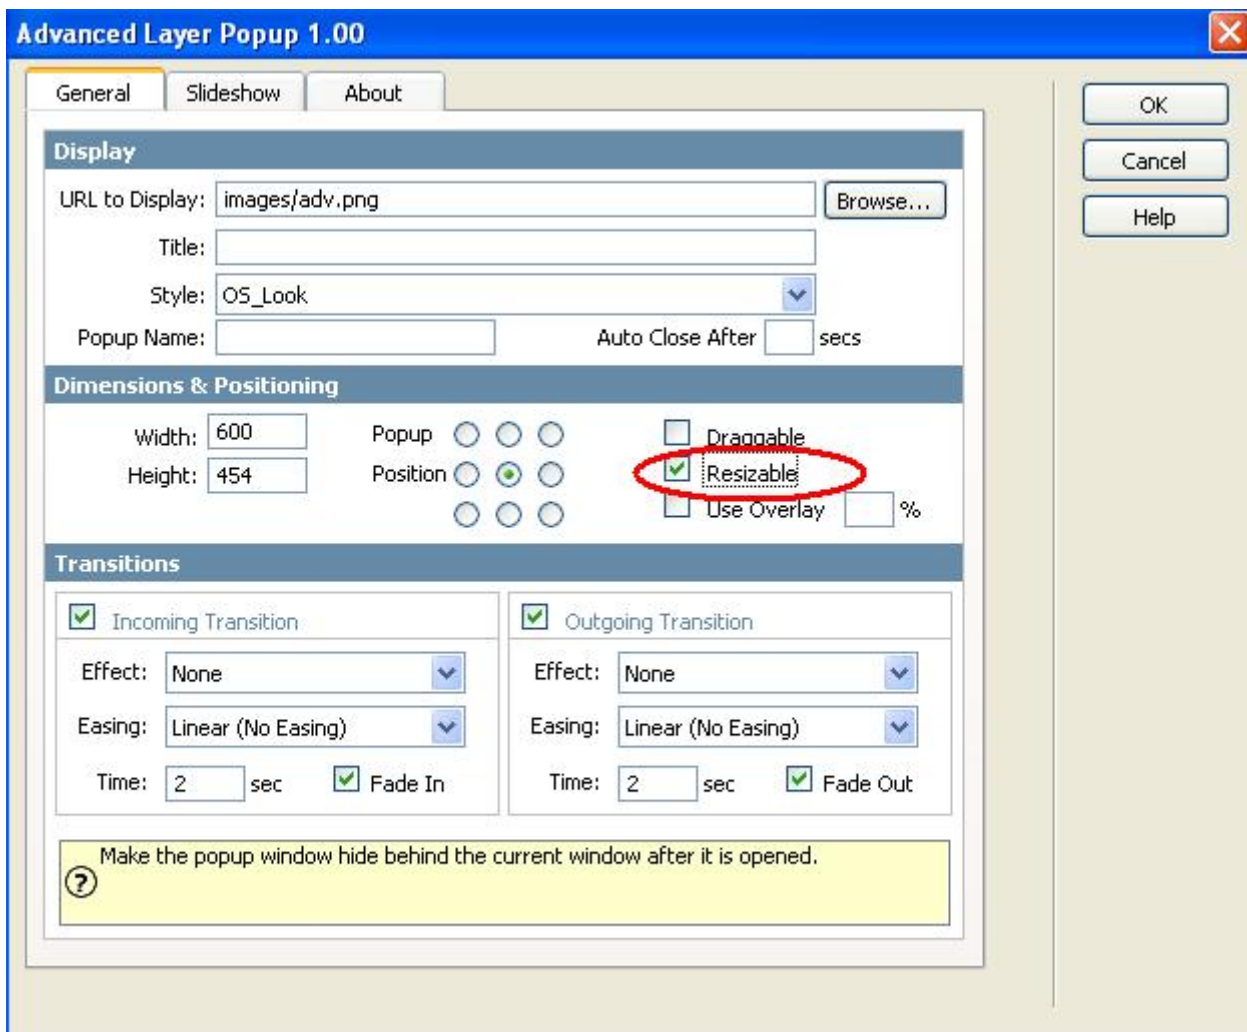 Advanced Layer Popup 1.00
General Slideshow About
OK
Cancel
Help
Display
URL to Display: images/adv.png Browse...
Title:
Style: OS_Look
Popup Name: Auto Close After secs
Dimensions & Positioning
Width: 600 Popup Draggable
Height: 454 Position Resizable
Use Overlay %
Transitions
Incoming Transition Outgoing Transition
Effect: None Effect: None
Easing: Linear (No Easing) Easing: Linear (No Easing)
Time: 2 sec Fade In Time: 2 sec Fade Out
Make the popup window hide behind the current window after it is opened.
?